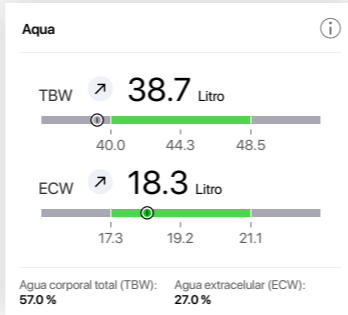 Aqua
TBW 38.7 Litro
40.0 44.3 48.5
ECW 18.3 Litro
17.3 19.2 21.1
Agua corporal total (TBW): Agua extracelular (ECW):
57.0 % 27.0 %